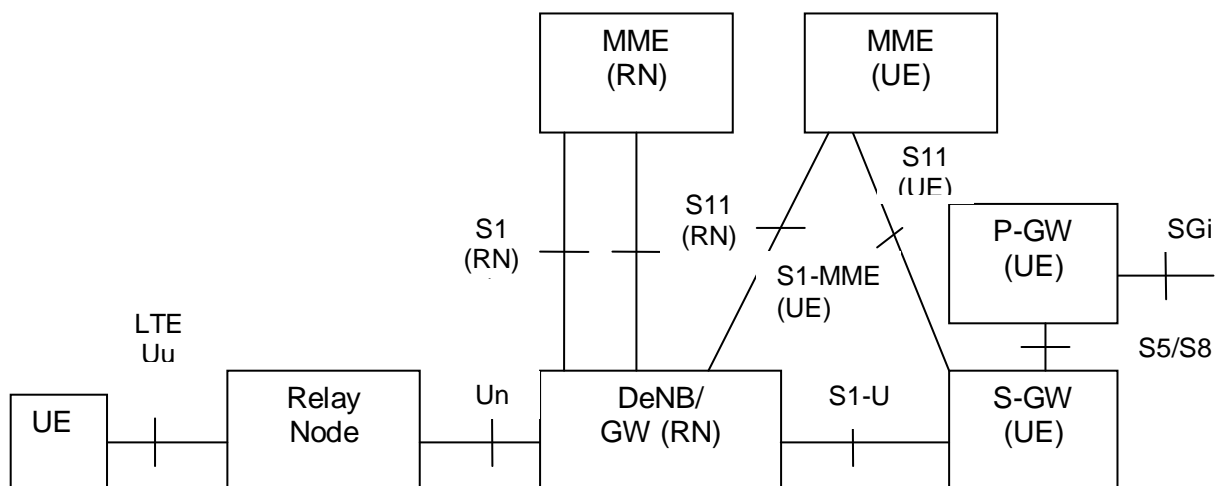 MME
(RN)
MME
(UE)
S11
(UE)
S1
(RN)
S11
(RN)
S1-MME
(UE)
P-GW
(UE)
SGi
S5/S8
LTE
Uu
Un
S1-U
UE
Relay
Node
DeNB/
GW (RN)
S-GW
(UE)